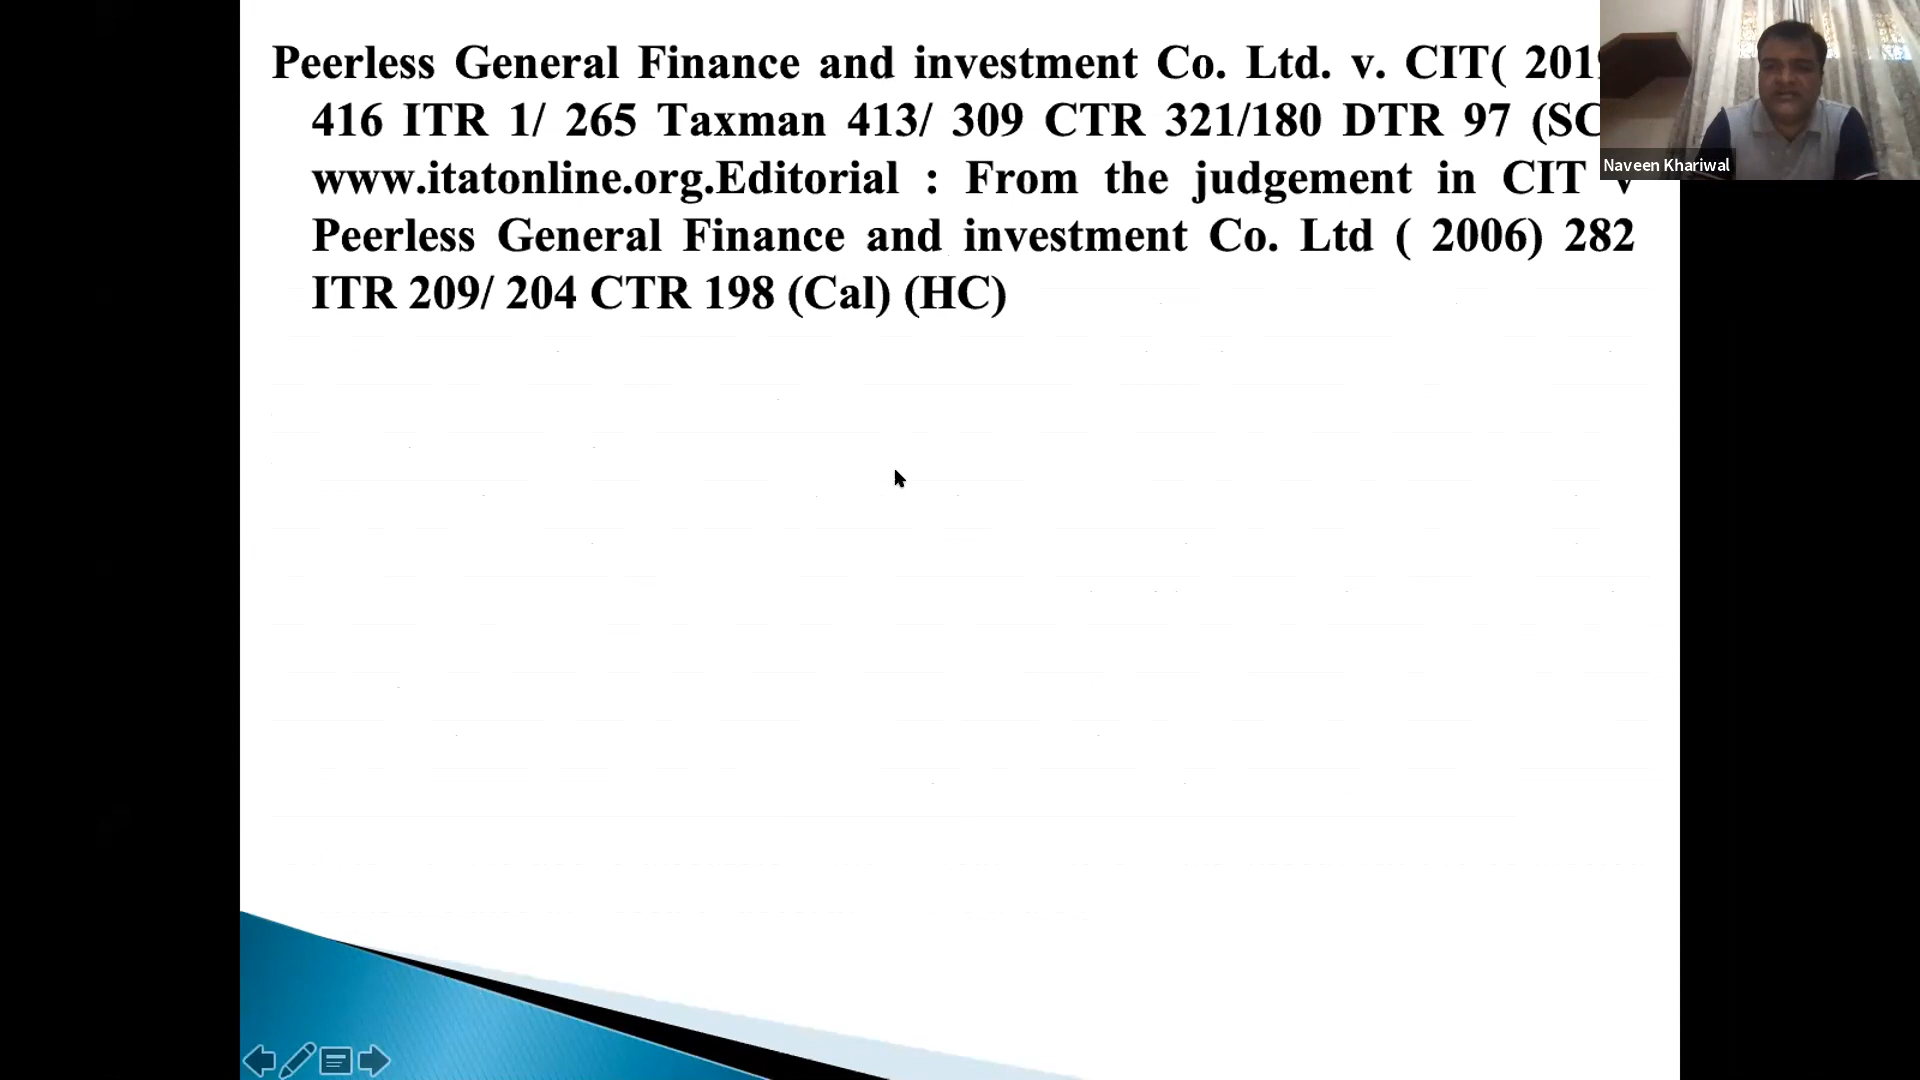 Peerless General Finance and investment Co. Ltd. v. CIT( 201
416 ITR 1/ 265 Taxman 413/ 309 CTR 321/180 DTR 97 (SC
www.itatonline.org.Editorial : From the judgement in CIT v
Peerless General Finance and investment Co. Ltd ( 2006) 282
ITR 209/ 204 CTR 198 (Cal) (HC)
Naveen Khariwal